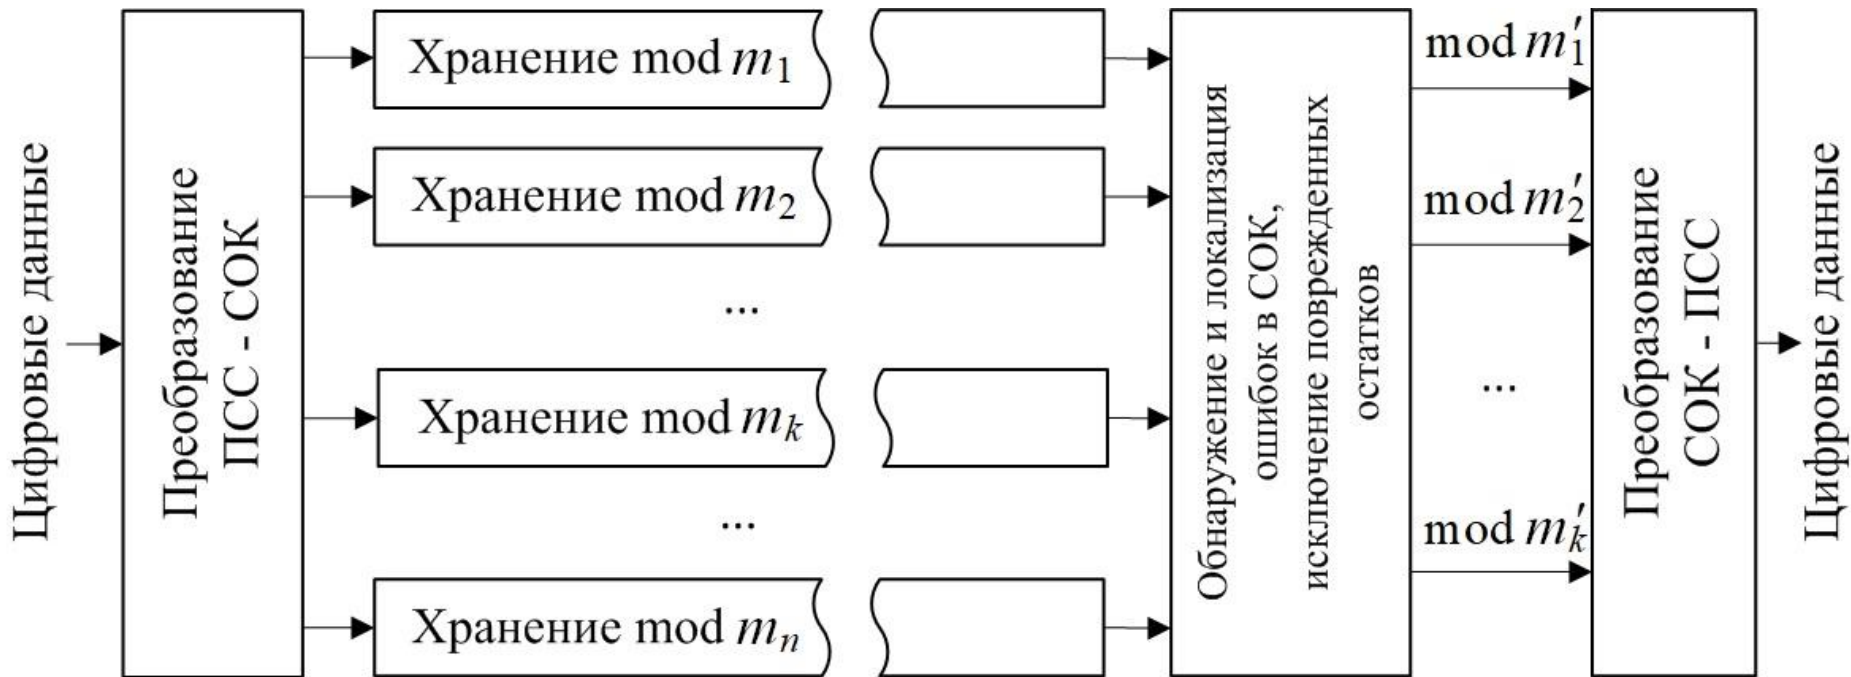 Цифровые данные
Преобразование
ПСС - СОК
Хранение mod m₁
Хранение mod m₂
...
Хранение mod mₖ
...
Хранение mod mₙ
Обнаружение и локализация
ошибок в СОК,
исключение поврежденных
остатков
mod m′₁
mod m′₂
...
mod m′ₖ
Преобразование
СОК - ПСС
Цифровые данные